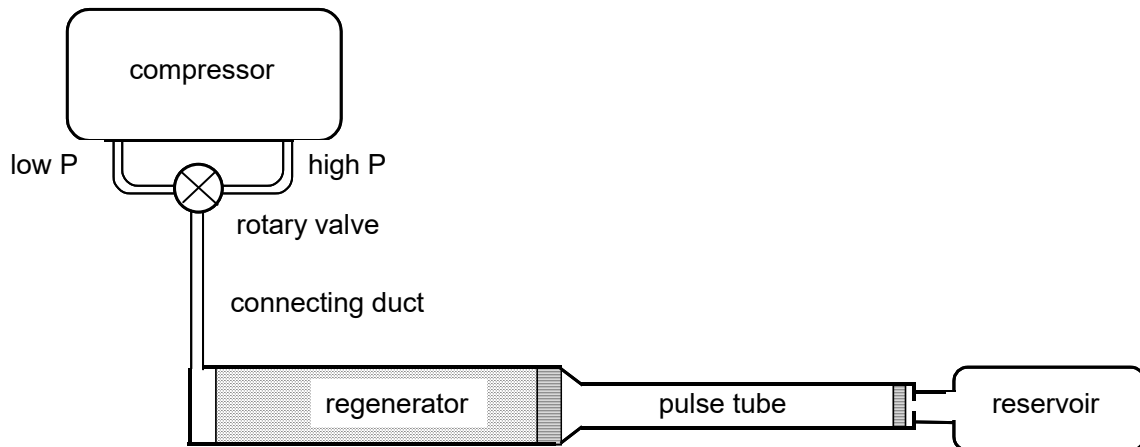 compressor
low P
high P
rotary valve
connecting duct
regenerator
pulse tube
reservoir